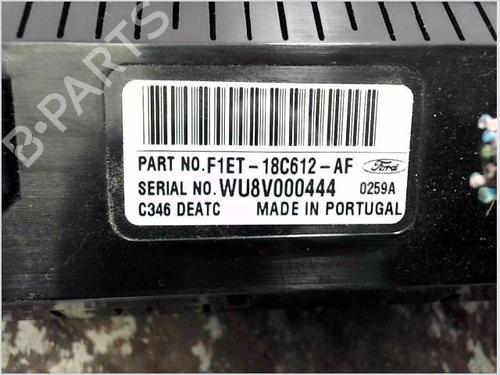 B-PARTS
PART NO. F1ET-18C612-AF Ford
SERIAL NO. WU8V000444 0259A
C346 DEATC MADE IN PORTUGAL